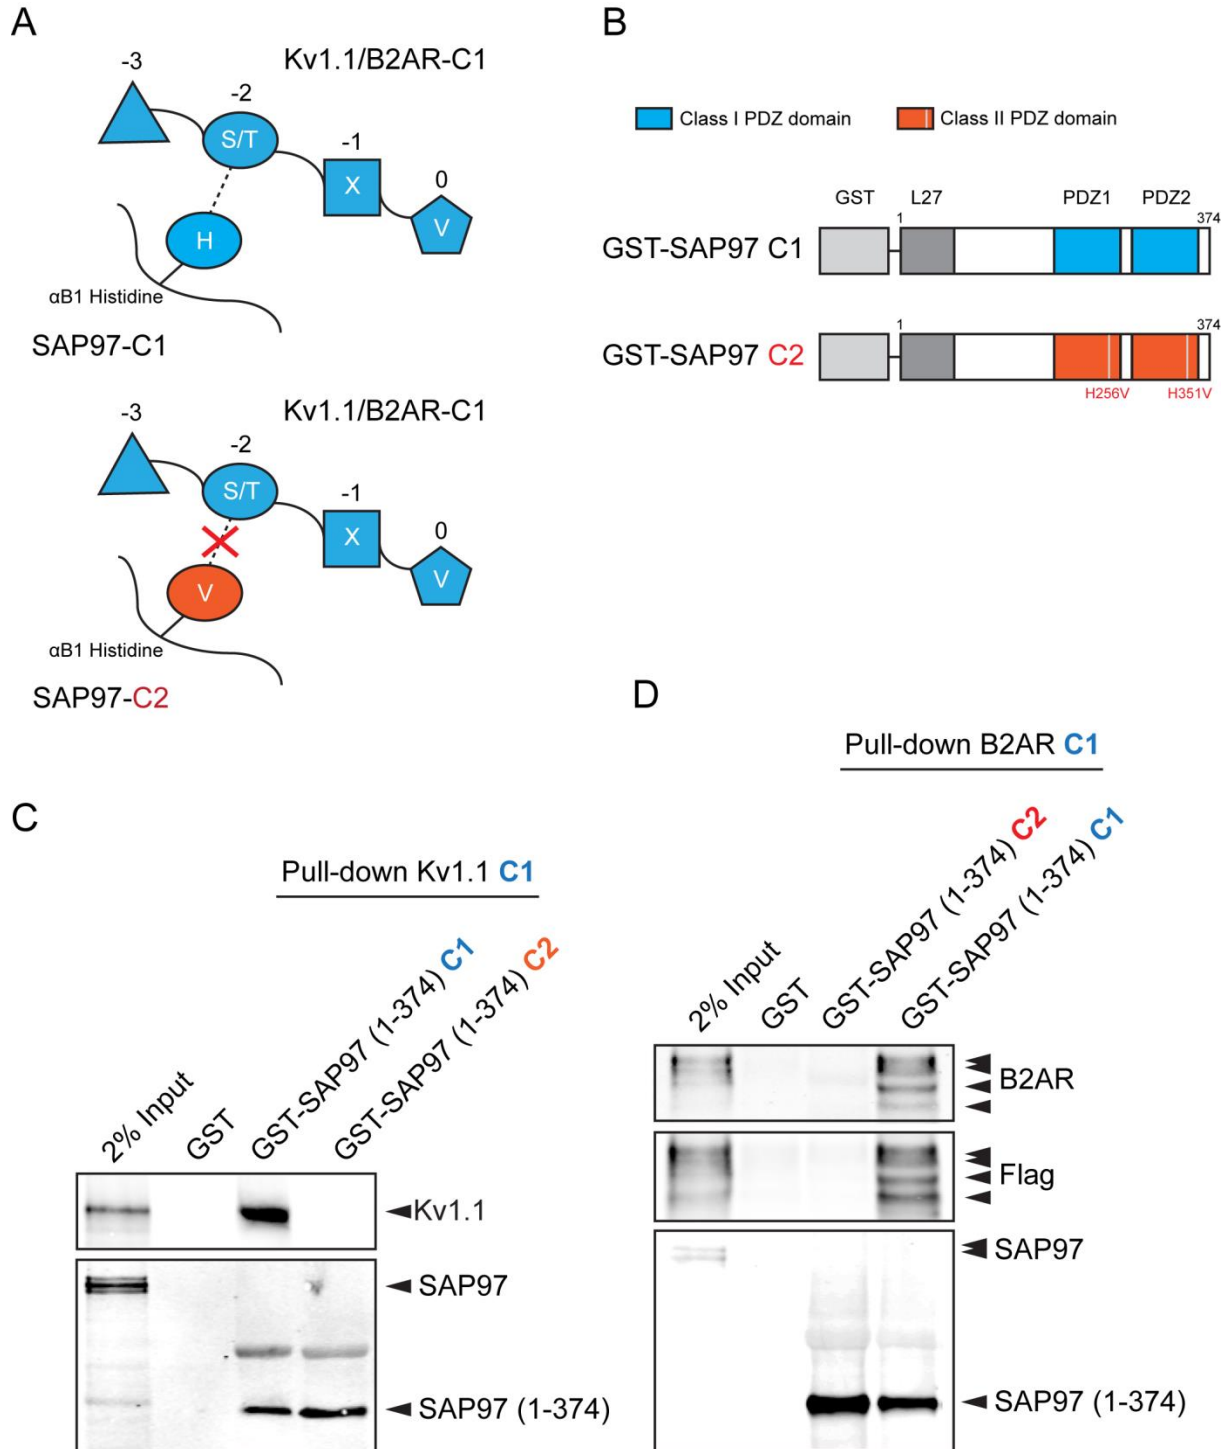 A
Kv1.1/B2AR-C1
-3
-2
S/T
-1
X
0
V
H
αB1 Histidine
SAP97-C1
Kv1.1/B2AR-C1
-3
-2
S/T
-1
X
0
V
V
αB1 Histidine
SAP97-C2
B
Class I PDZ domain
Class II PDZ domain
GST
L27
PDZ1
PDZ2
1
374
GST-SAP97 C1
1
374
GST-SAP97 C2
H256V
H351V
C
Pull-down Kv1.1 C1
2% Input
GST
GST-SAP97 (1-374) C1
GST-SAP97 (1-374) C2
Kv1.1
SAP97
SAP97 (1-374)
D
Pull-down B2AR C1
2% Input
GST
GST-SAP97 (1-374) C2
GST-SAP97 (1-374) C1
B2AR
Flag
SAP97
SAP97 (1-374)